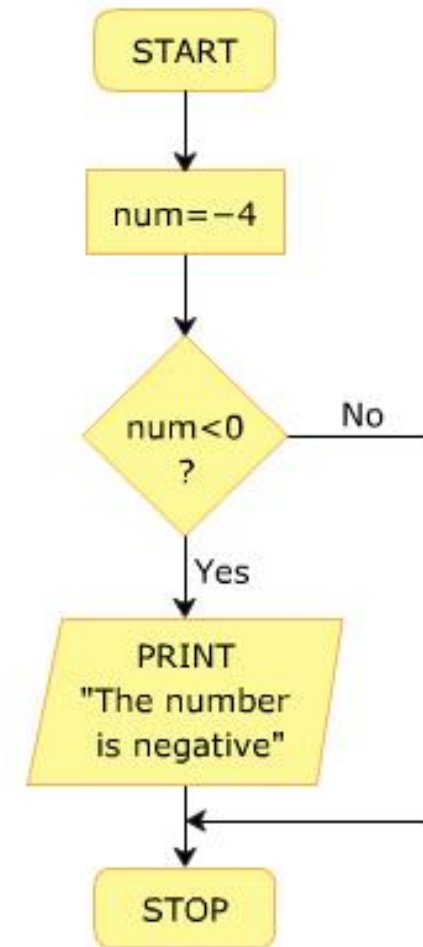 START
num=−4
num<0
?
No
Yes
PRINT
"The number
is negative"
STOP